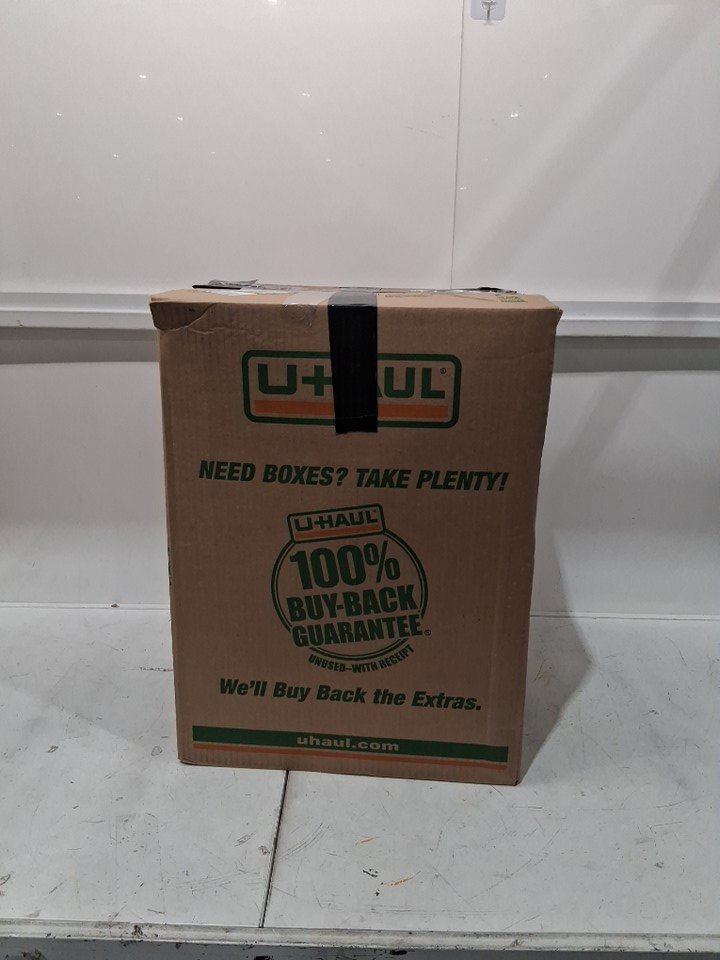 U-HAUL®
NEED BOXES? TAKE PLENTY!
U-HAUL
100%
BUY-BACK
GUARANTEE®
UNUSED-WITH RECEIPT
We'll Buy Back the Extras.
uhaul.com